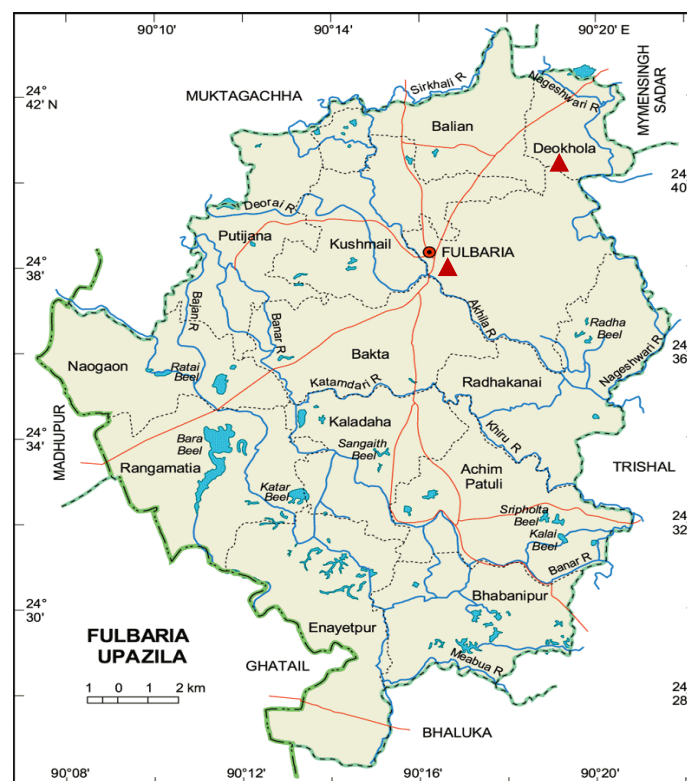 90°10' 90°14' 90°20' E
24°
42' N
MUKTAGACHHA
Sirkhali R
Nageshwari R
MYMENSINGH
SADAR
Balian
Deokhola
24
40
Deorai R
Putijana
Kushmail
FULBARIA
24°
38'
Bajan R
Banar R
Akhila R
Radha
Beel
Nageshwari R
24
36
Naogaon
Ratai
Beel
Bakta
Katamdari R
Radhakanai
MADHUPUR
24°
34'
Kaladaha
Khiru R
Bara
Beel
Sangaith
Beel
Rangamatia
Achim
Patuli
TRISHAL
Katar
Beel
Sripholta
Beel
Kalai
Beel
24
32
Banar R
24°
30'
Bhabanipur
Enayetpur
FULBARIA
UPAZILA
GHATAIL
Meabua R
24
28
1 0 1 2 km
BHALUKA
90°08' 90°12' 90°16' 90°20'